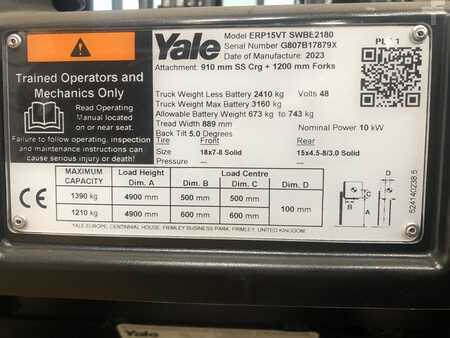 Yale
Model ERP15VT SWBE2180
Serial Number G807B17879X
Date of Manufacture: 2023
Attachment: 910 mm SS Crg + 1200 mm Forks
Trained Operators and
Mechanics Only
Read Operating
Manual located
on or near seat.
Failure to follow operating, inspection
and maintenance instructions can
cause serious injury or death!
Truck Weight Less Battery 2410 kg Volts 48
Truck Weight Max Battery 3160 kg
Allowable Battery Weight 673 kg to 743 kg
Tread Width 889 mm Nominal Power 10 kW
Back Tilt 5.0 Degrees
Tire Front Rear
Size 18x7-8 Solid 15x4.5-8/3.0 Solid
Pressure — —
MAXIMUM CAPACITY Load Height Dim. A Load Centre Dim. B Dim. C Dim. D
1390 kg 4900 mm 500 mm 500 mm 100 mm
1210 kg 4900 mm 600 mm 600 mm
CE
D
C
B
A
524140238.5
YALE EUROPE, CENTENNIAL HOUSE, FRIMLEY BUSINESS PARK, FRIMLEY, UNITED KINGDOM
Yale